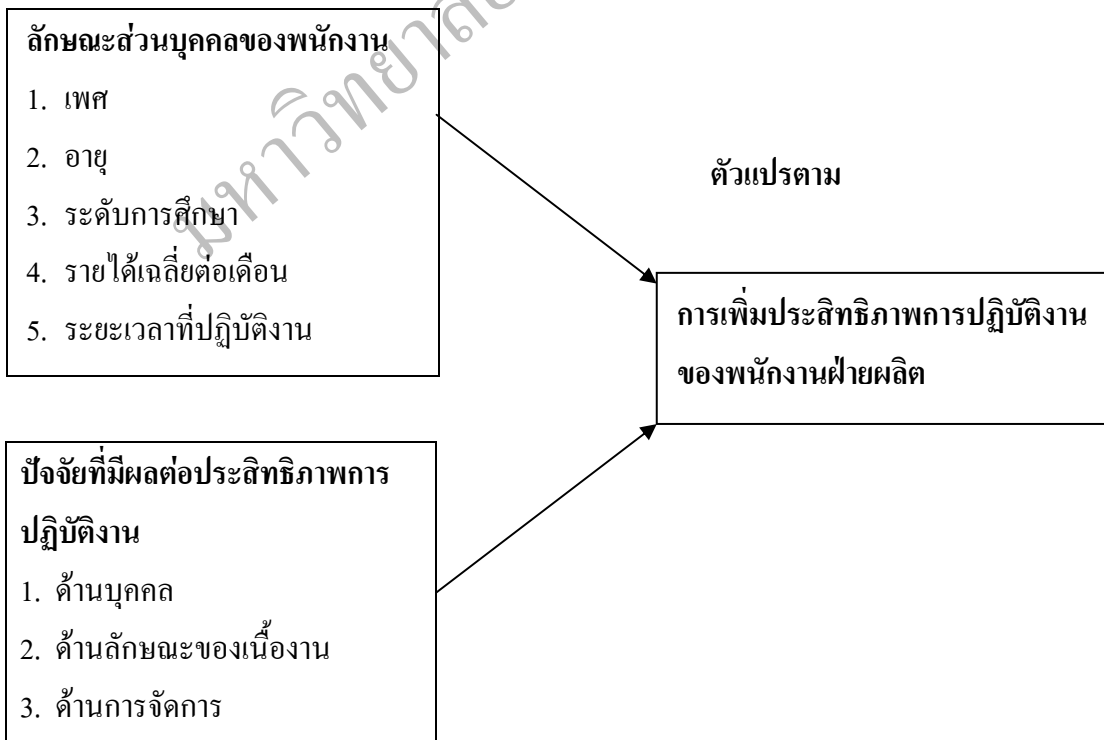 ลักษณะส่วนบุคคลของพนักงาน
1. เพศ
2. อายุ
3. ระดับการศึกษา
4. รายได้เฉลี่ยต่อเดือน
5. ระยะเวลาที่ปฏิบัติงาน
มหาวิทยาลัย
ตัวแปรตาม
การเพิ่มประสิทธิภาพการปฏิบัติงาน
ของพนักงานฝ่ายผลิต
ปัจจัยที่มีผลต่อประสิทธิภาพการ
ปฏิบัติงาน
1. ด้านบุคคล
2. ด้านลักษณะของเนื้องาน
3. ด้านการจัดการ